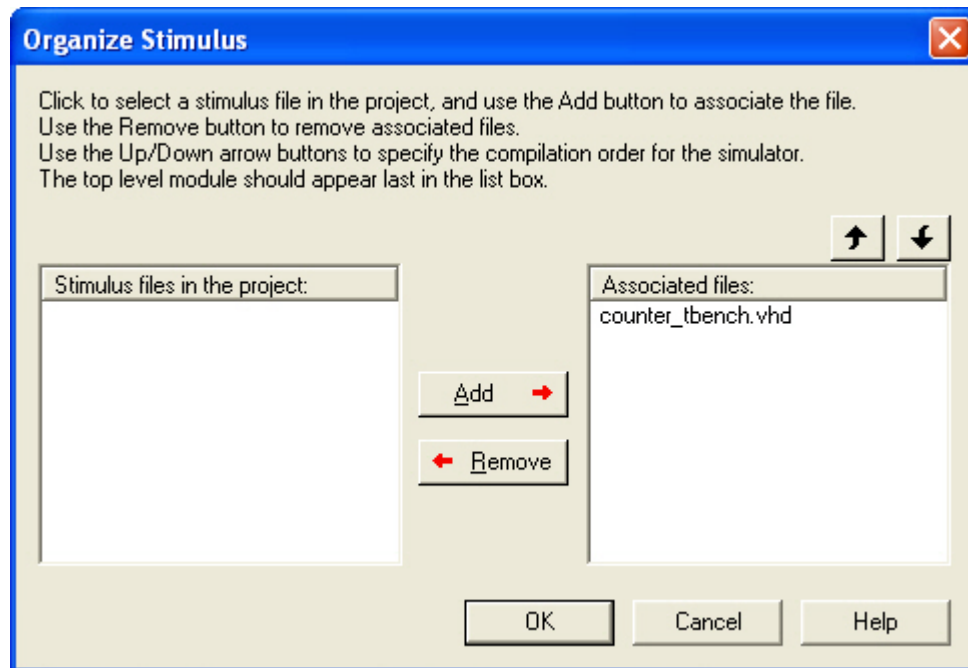 Organize Stimulus
Click to select a stimulus file in the project, and use the Add button to associate the file.
Use the Remove button to remove associated files.
Use the Up/Down arrow buttons to specify the compilation order for the simulator.
The top level module should appear last in the list box.
Stimulus files in the project:
Associated files:
counter_tbench.vhd
Add
Remove
OK
Cancel
Help